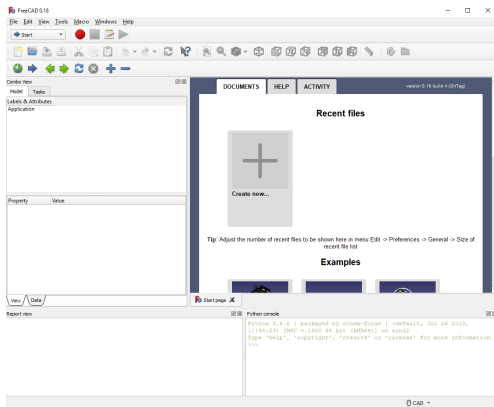 FreeCAD 0.18
File Edit View Tools Macro Windows Help
Start
Combo View
Model Tasks
Labels & Attributes
Application
Property Value
View Data
DOCUMENTS HELP ACTIVITY
version 0.18 build 4 (GitTag)
Recent files
Create new...
Tip: Adjust the number of recent files to be shown here in menu Edit -> Preferences -> General -> Size of
recent file list
Examples
Start page
Report view
Python console
Python 3.6.6 | packaged by conda-forge | (default, Jul 26 2018,
11:48:23) [MSC v.1900 64 bit (AMD64)] on win32
Type 'help', 'copyright', 'credits' or 'license' for more information.
>>>
CAD